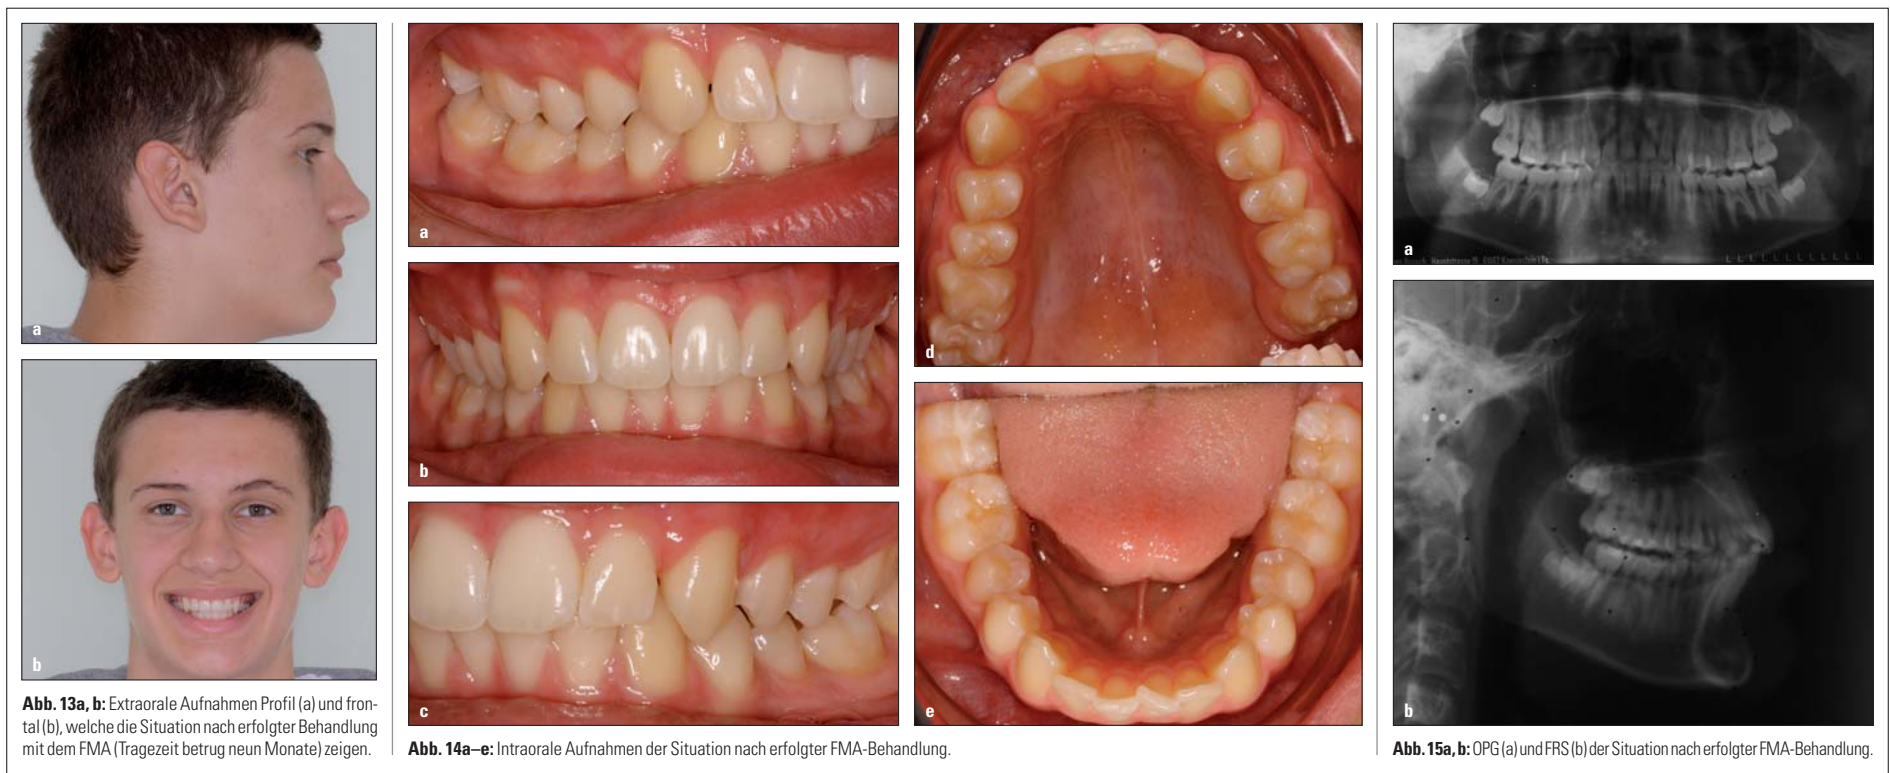 a
b
Abb. 13a, b: Extraorale Aufnahmen Profil (a) und fron-
tal (b), welche die Situation nach erfolgter Behandlung
mit dem FMA (Tragezeit betrug neun Monate) zeigen.
a
b
c
d
e
Abb. 14a–e: Intraorale Aufnahmen der Situation nach erfolgter FMA-Behandlung.
a
b
Abb. 15a, b: OPG (a) und FRS (b) der Situation nach erfolgter FMA-Behandlung.